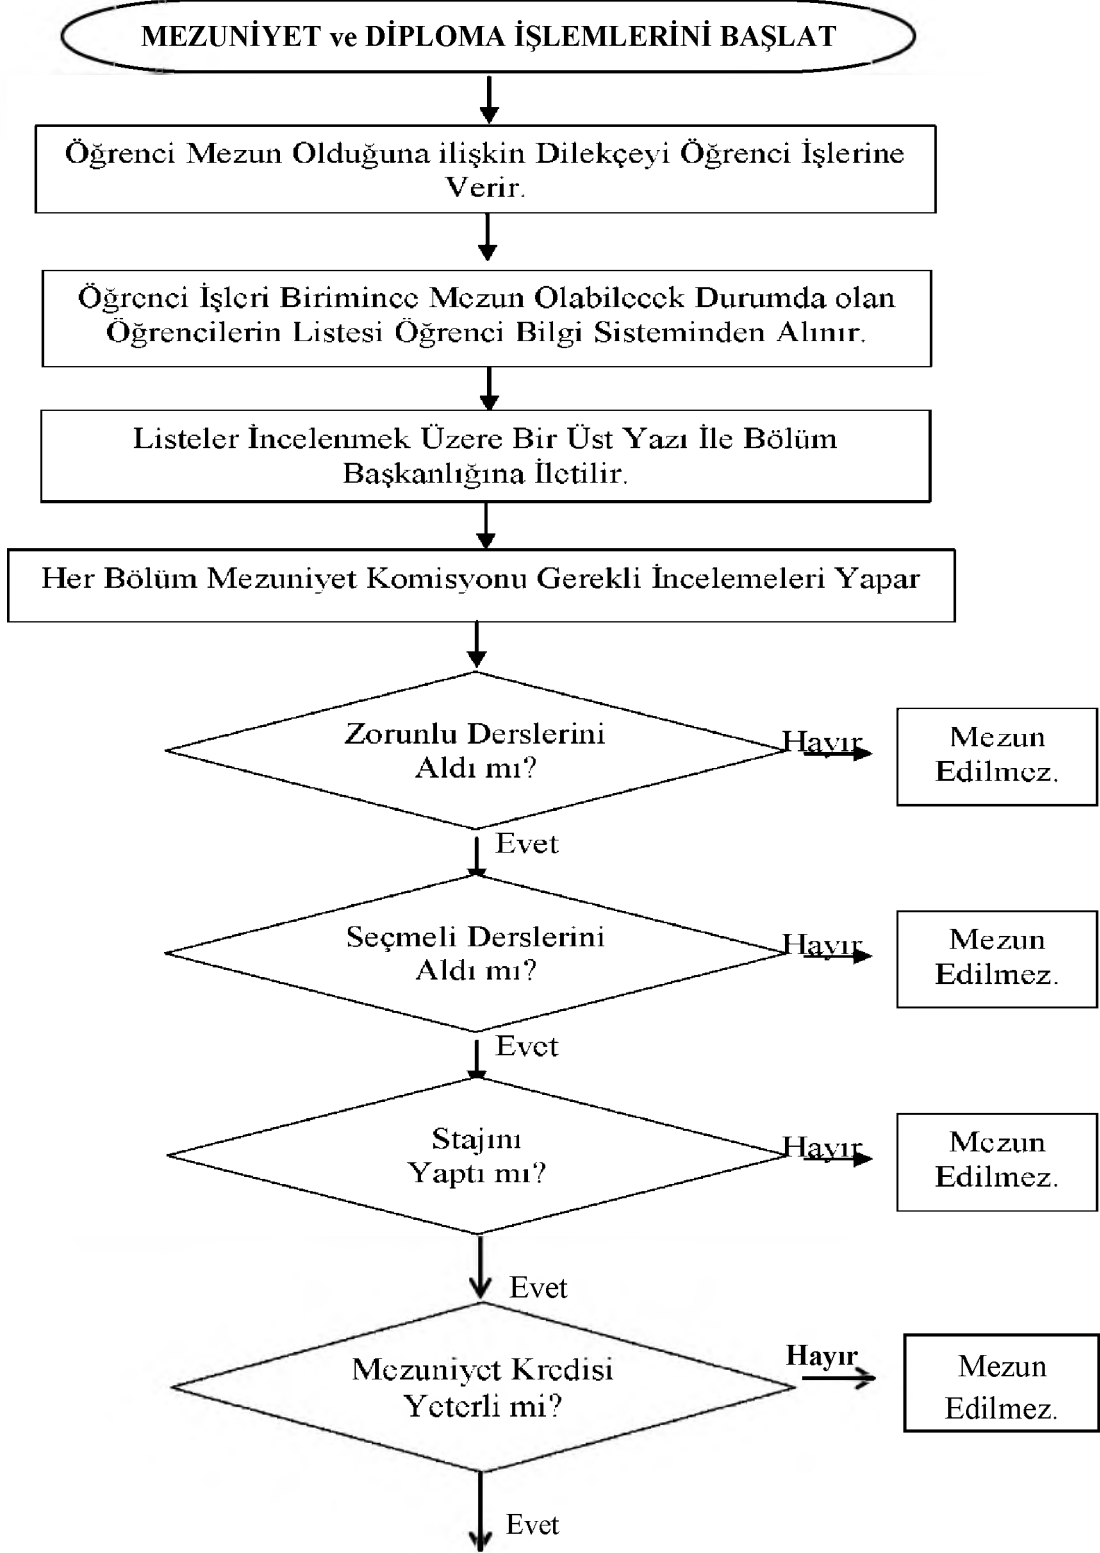 MEZUNİYET ve DİPLOMA İŞLEMLERİNİ BAŞLAT
Öğrenci Mezun Olduğuna ilişkin Dilekçeyi Öğrenci İşlerine
Verir.
Öğrenci İşleri Birimince Mezun Olabilecek Durumda olan
Öğrencilerin Listesi Öğrenci Bilgi Sisteminden Alınır.
Listeler İncelenmek Üzere Bir Üst Yazı İle Bölüm
Başkanlığına İletilir.
Her Bölüm Mezuniyet Komisyonu Gerekli İncelemeleri Yapar
Zorunlu Derslerini
Aldı mı?
Hayır
Mezun
Edilmez.
Evet
Seçmeli Derslerini
Aldı mı?
Hayır
Mezun
Edilmez.
Evet
Stajını
Yaptı mı?
Hayır
Mezun
Edilmez.
Evet
Mezuniyet Kredisi
Yeterli mi?
Hayır
Mezun
Edilmez.
Evet